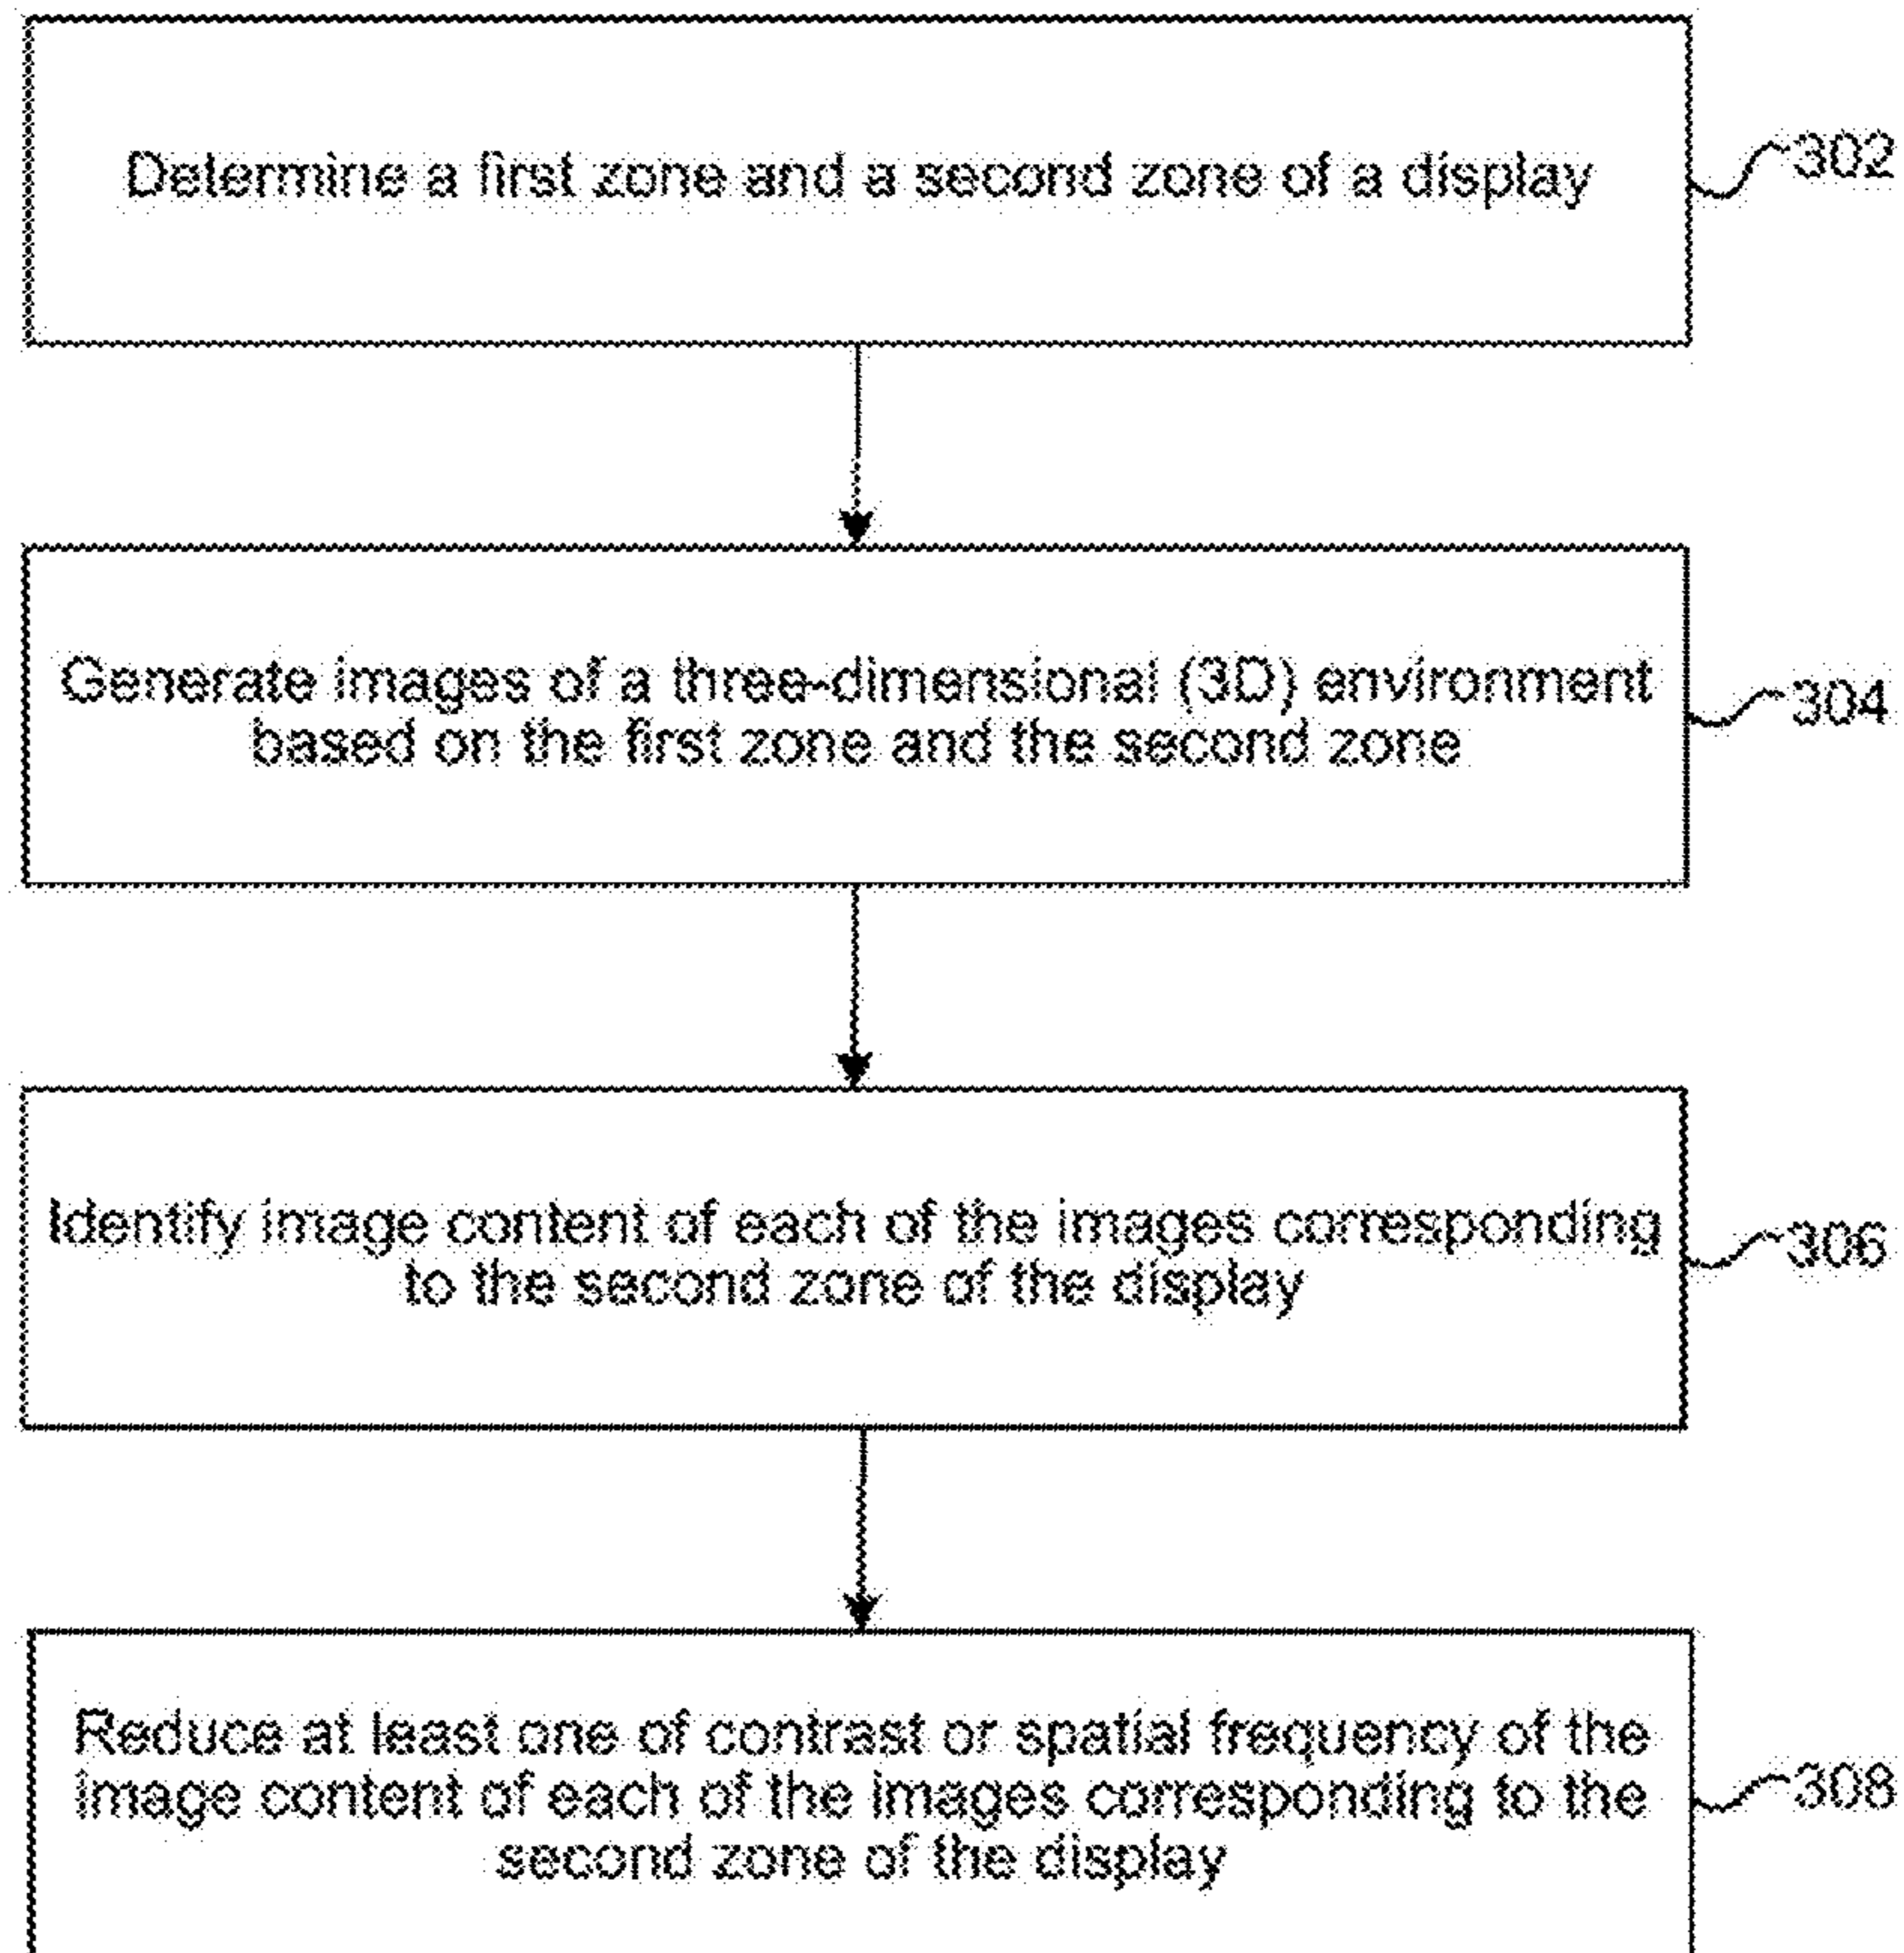 Determine a first zone and a second zone of a display
302
Generate images of a three-dimensional (3D) environment
based on the first zone and the second zone
304
Identify image content of each of the images corresponding
to the second zone of the display
306
Reduce at least one of contrast or spatial frequency of the
image content of each of the images corresponding to the
second zone of the display
308